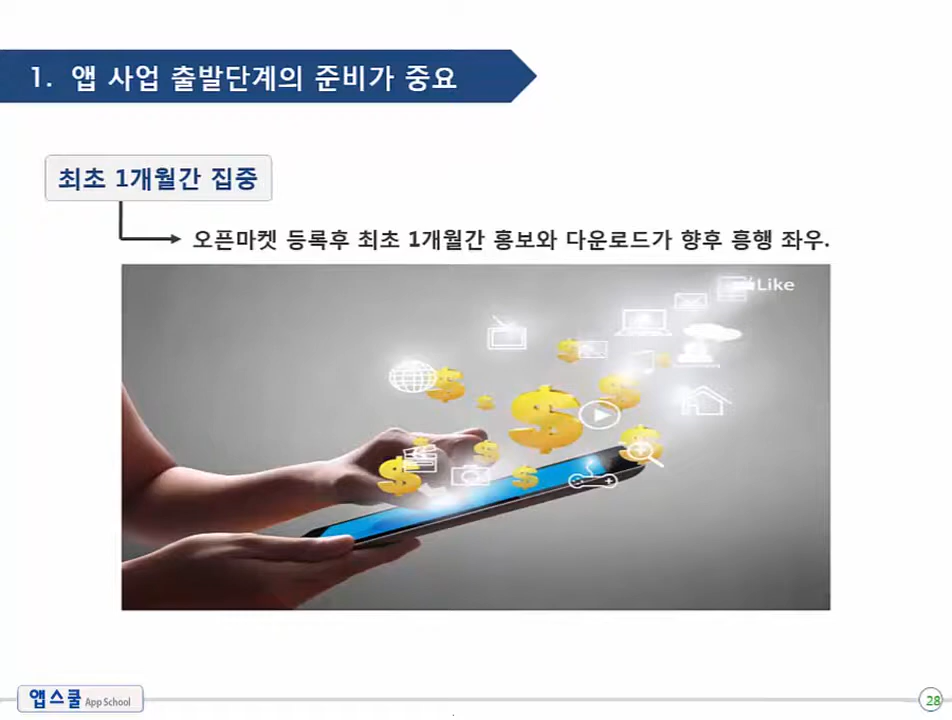 1. 앱 사업 출발단계의 준비가 중요
최초 1개월간 집중
오픈마켓 등록후 최초 1개월간 홍보와 다운로드가 향후 흥행 좌우.
Like
앱스쿨 App School
28